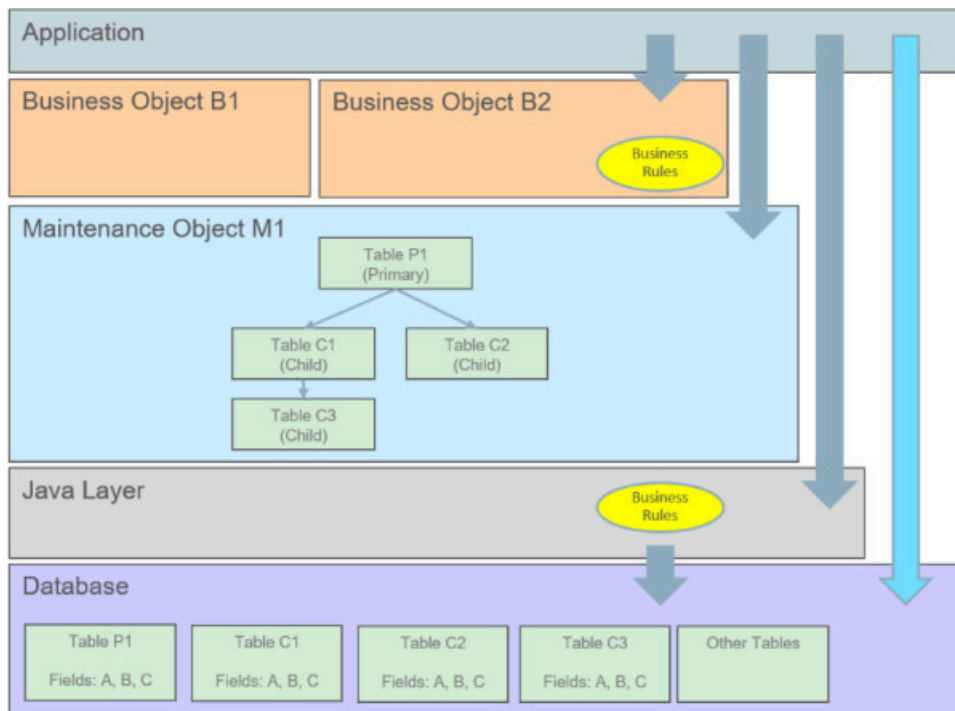 Application
Business Object B1
Business Object B2
Business
Rules
Maintenance Object M1
Table P1
(Primary)
Table C1
(Child)
Table C2
(Child)
Table C3
(Child)
Java Layer
Business
Rules
Database
Table P1
Fields: A, B, C
Table C1
Fields: A, B, C
Table C2
Fields: A, B, C
Table C3
Fields: A, B, C
Other Tables